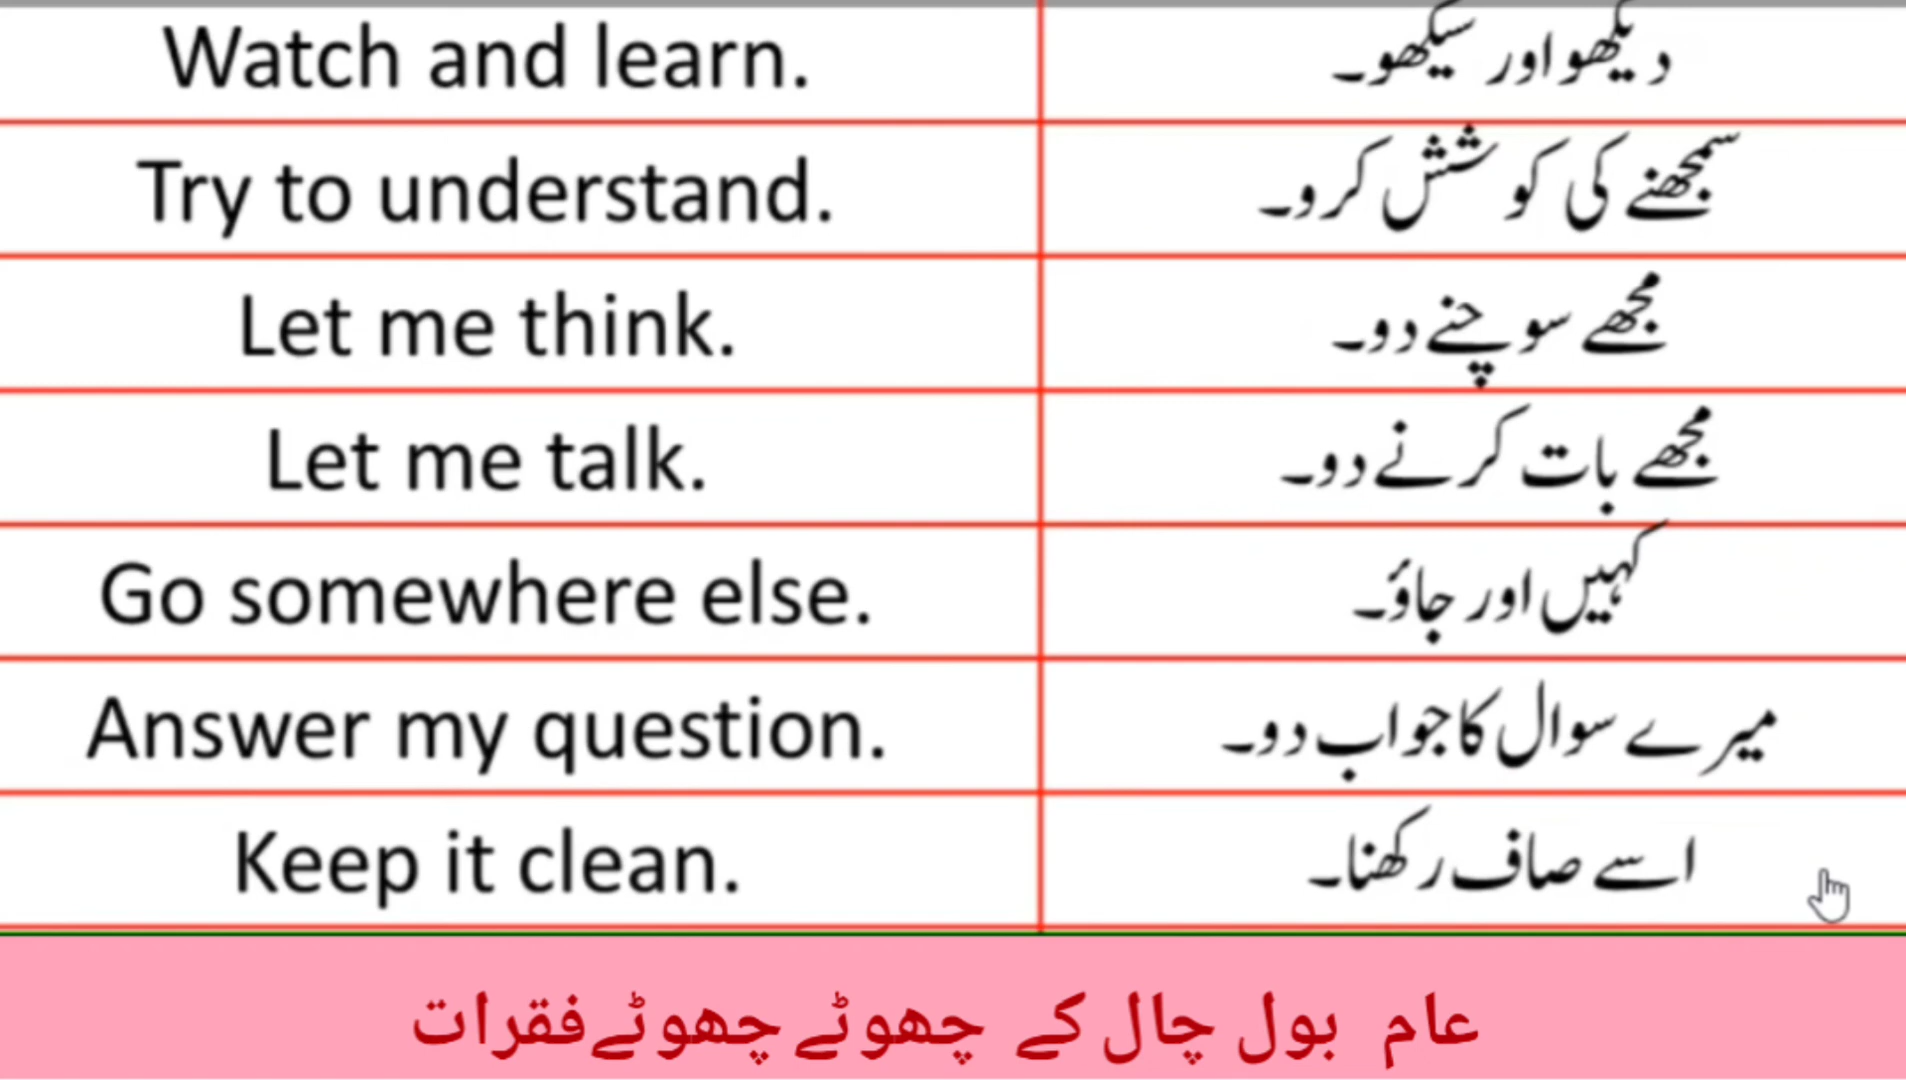 Watch and learn. دیکھو اور سیکھو۔
Try to understand. سمجھنے کی کوشش کرو۔
Let me think. مجھے سوچنے دو۔
Let me talk. مجھے بات کرنے دو۔
Go somewhere else. کہیں اور جاؤ۔
Answer my question. میرے سوال کا جواب دو۔
Keep it clean. اسے صاف رکھنا۔
عام بول چال کے چھوٹے چھوٹے فقرات